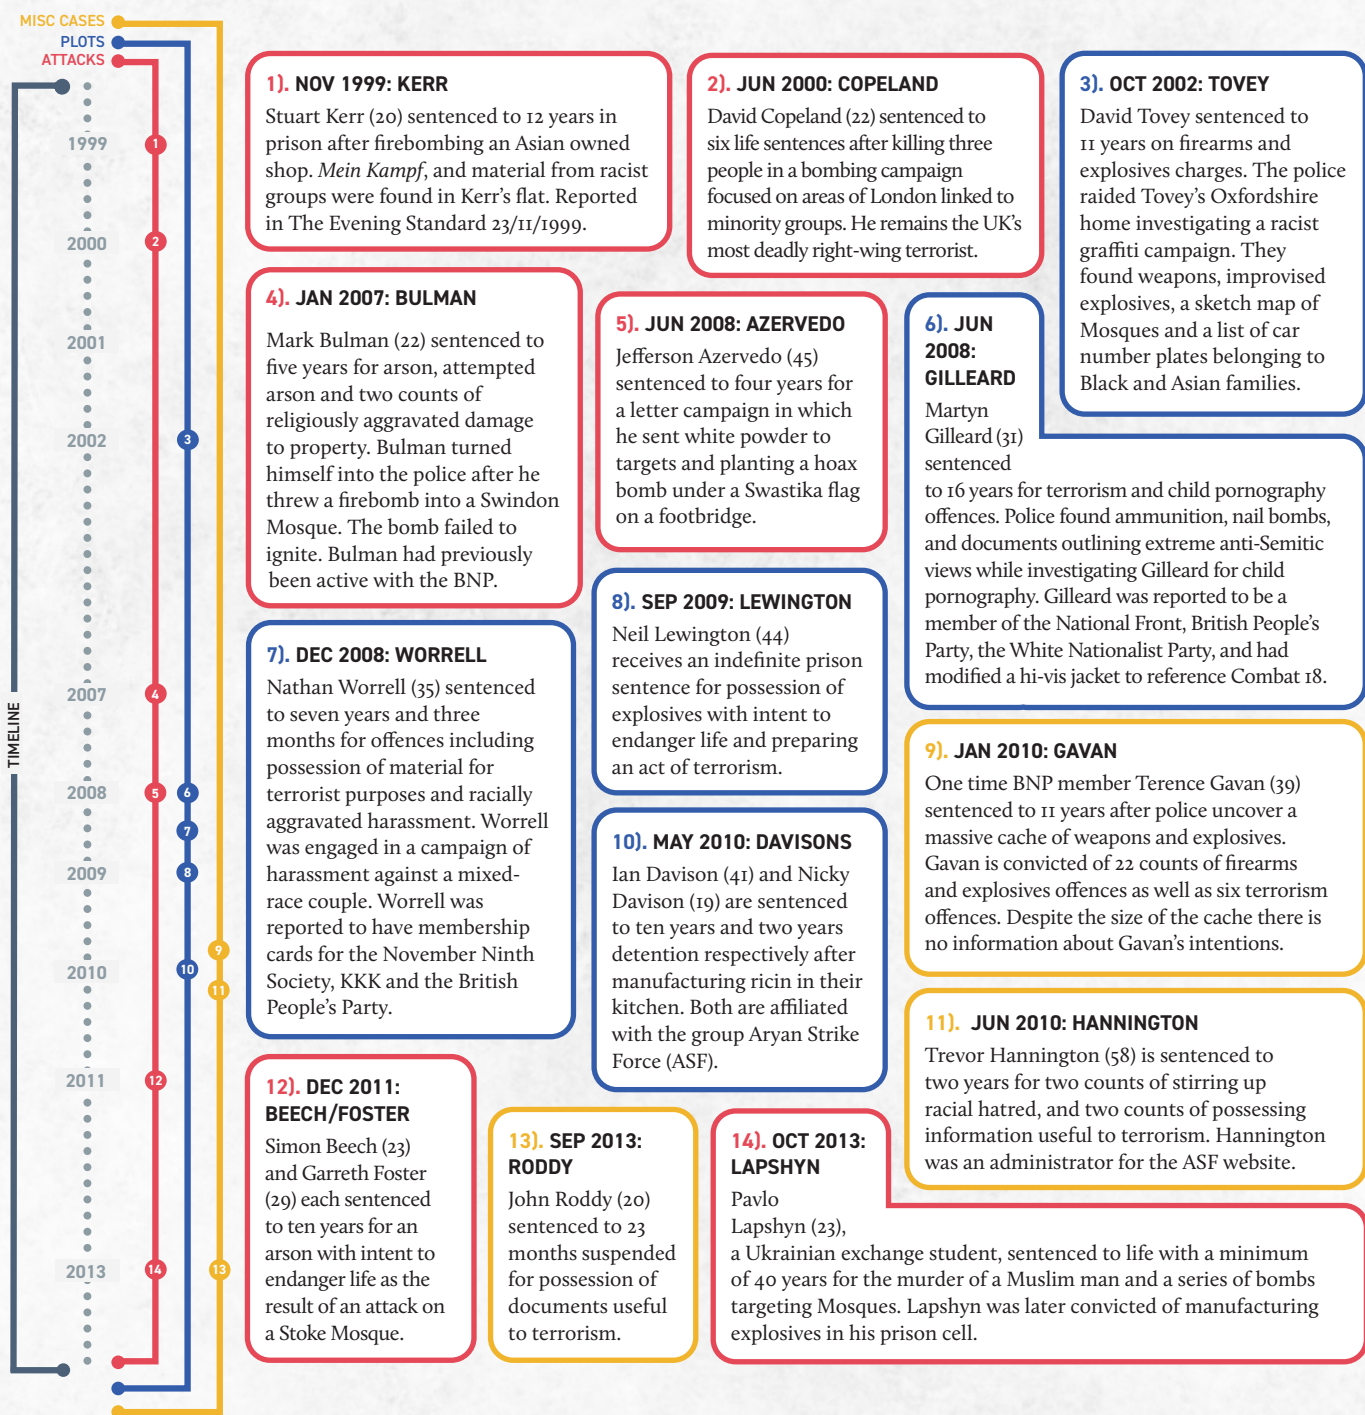 MISC CASES
PLOTS
ATTACKS
TIMELINE
1999
2000
2001
2002
2007
2008
2009
2010
2011
2013
1
2
3
4
5
6
7
8
9
10
11
12
14
13
1). NOV 1999: KERR
Stuart Kerr (20) sentenced to 12 years in
prison after firebombing an Asian owned
shop. Mein Kampf, and material from racist
groups were found in Kerr's flat. Reported
in The Evening Standard 23/11/1999.
2). JUN 2000: COPELAND
David Copeland (22) sentenced to
six life sentences after killing three
people in a bombing campaign
focused on areas of London linked to
minority groups. He remains the UK's
most deadly right-wing terrorist.
3). OCT 2002: TOVEY
David Tovey sentenced to
11 years on firearms and
explosives charges. The police
raided Tovey's Oxfordshire
home investigating a racist
graffiti campaign. They
found weapons, improvised
explosives, a sketch map of
Mosques and a list of car
number plates belonging to
Black and Asian families.
4). JAN 2007: BULMAN
Mark Bulman (22) sentenced to
five years for arson, attempted
arson and two counts of
religiously aggravated damage
to property. Bulman turned
himself into the police after he
threw a firebomb into a Swindon
Mosque. The bomb failed to
ignite. Bulman had previously
been active with the BNP.
5). JUN 2008: AZERVEDO
Jefferson Azervedo (45)
sentenced to four years for
a letter campaign in which
he sent white powder to
targets and planting a hoax
bomb under a Swastika flag
on a footbridge.
6). JUN
2008:
GILLEARD
Martyn
Gilleard (31)
sentenced
to 16 years for terrorism and child pornography
offences. Police found ammunition, nail bombs,
and documents outlining extreme anti-Semitic
views while investigating Gilleard for child
pornography. Gilleard was reported to be a
member of the National Front, British People's
Party, the White Nationalist Party, and had
modified a hi-vis jacket to reference Combat 18.
7). DEC 2008: WORRELL
Nathan Worrell (35) sentenced
to seven years and three
months for offences including
possession of material for
terrorist purposes and racially
aggravated harassment. Worrell
was engaged in a campaign of
harassment against a mixed-
race couple. Worrell was
reported to have membership
cards for the November Ninth
Society, KKK and the British
People's Party.
8). SEP 2009: LEWINGTON
Neil Lewington (44)
receives an indefinite prison
sentence for possession of
explosives with intent to
endanger life and preparing
an act of terrorism.
9). JAN 2010: GAVAN
One time BNP member Terence Gavan (39)
sentenced to 11 years after police uncover a
massive cache of weapons and explosives.
Gavan is convicted of 22 counts of firearms
and explosives offences as well as six terrorism
offences. Despite the size of the cache there is
no information about Gavan's intentions.
10). MAY 2010: DAVISONS
Ian Davison (41) and Nicky
Davison (19) are sentenced
to ten years and two years
detention respectively after
manufacturing ricin in their
kitchen. Both are affiliated
with the group Aryan Strike
Force (ASF).
11). JUN 2010: HANNINGTON
Trevor Hannington (58) is sentenced to
two years for two counts of stirring up
racial hatred, and two counts of possessing
information useful to terrorism. Hannington
was an administrator for the ASF website.
12). DEC 2011:
BEECH/FOSTER
Simon Beech (23)
and Garreth Foster
(29) each sentenced
to ten years for an
arson with intent to
endanger life as the
result of an attack on
a Stoke Mosque.
13). SEP 2013:
RODDY
John Roddy (20)
sentenced to 23
months suspended
for possession of
documents useful
to terrorism.
14). OCT 2013:
LAPSHYN
Pavlo
Lapshyn (23),
a Ukrainian exchange student, sentenced to life with a minimum
of 40 years for the murder of a Muslim man and a series of bombs
targeting Mosques. Lapshyn was later convicted of manufacturing
explosives in his prison cell.